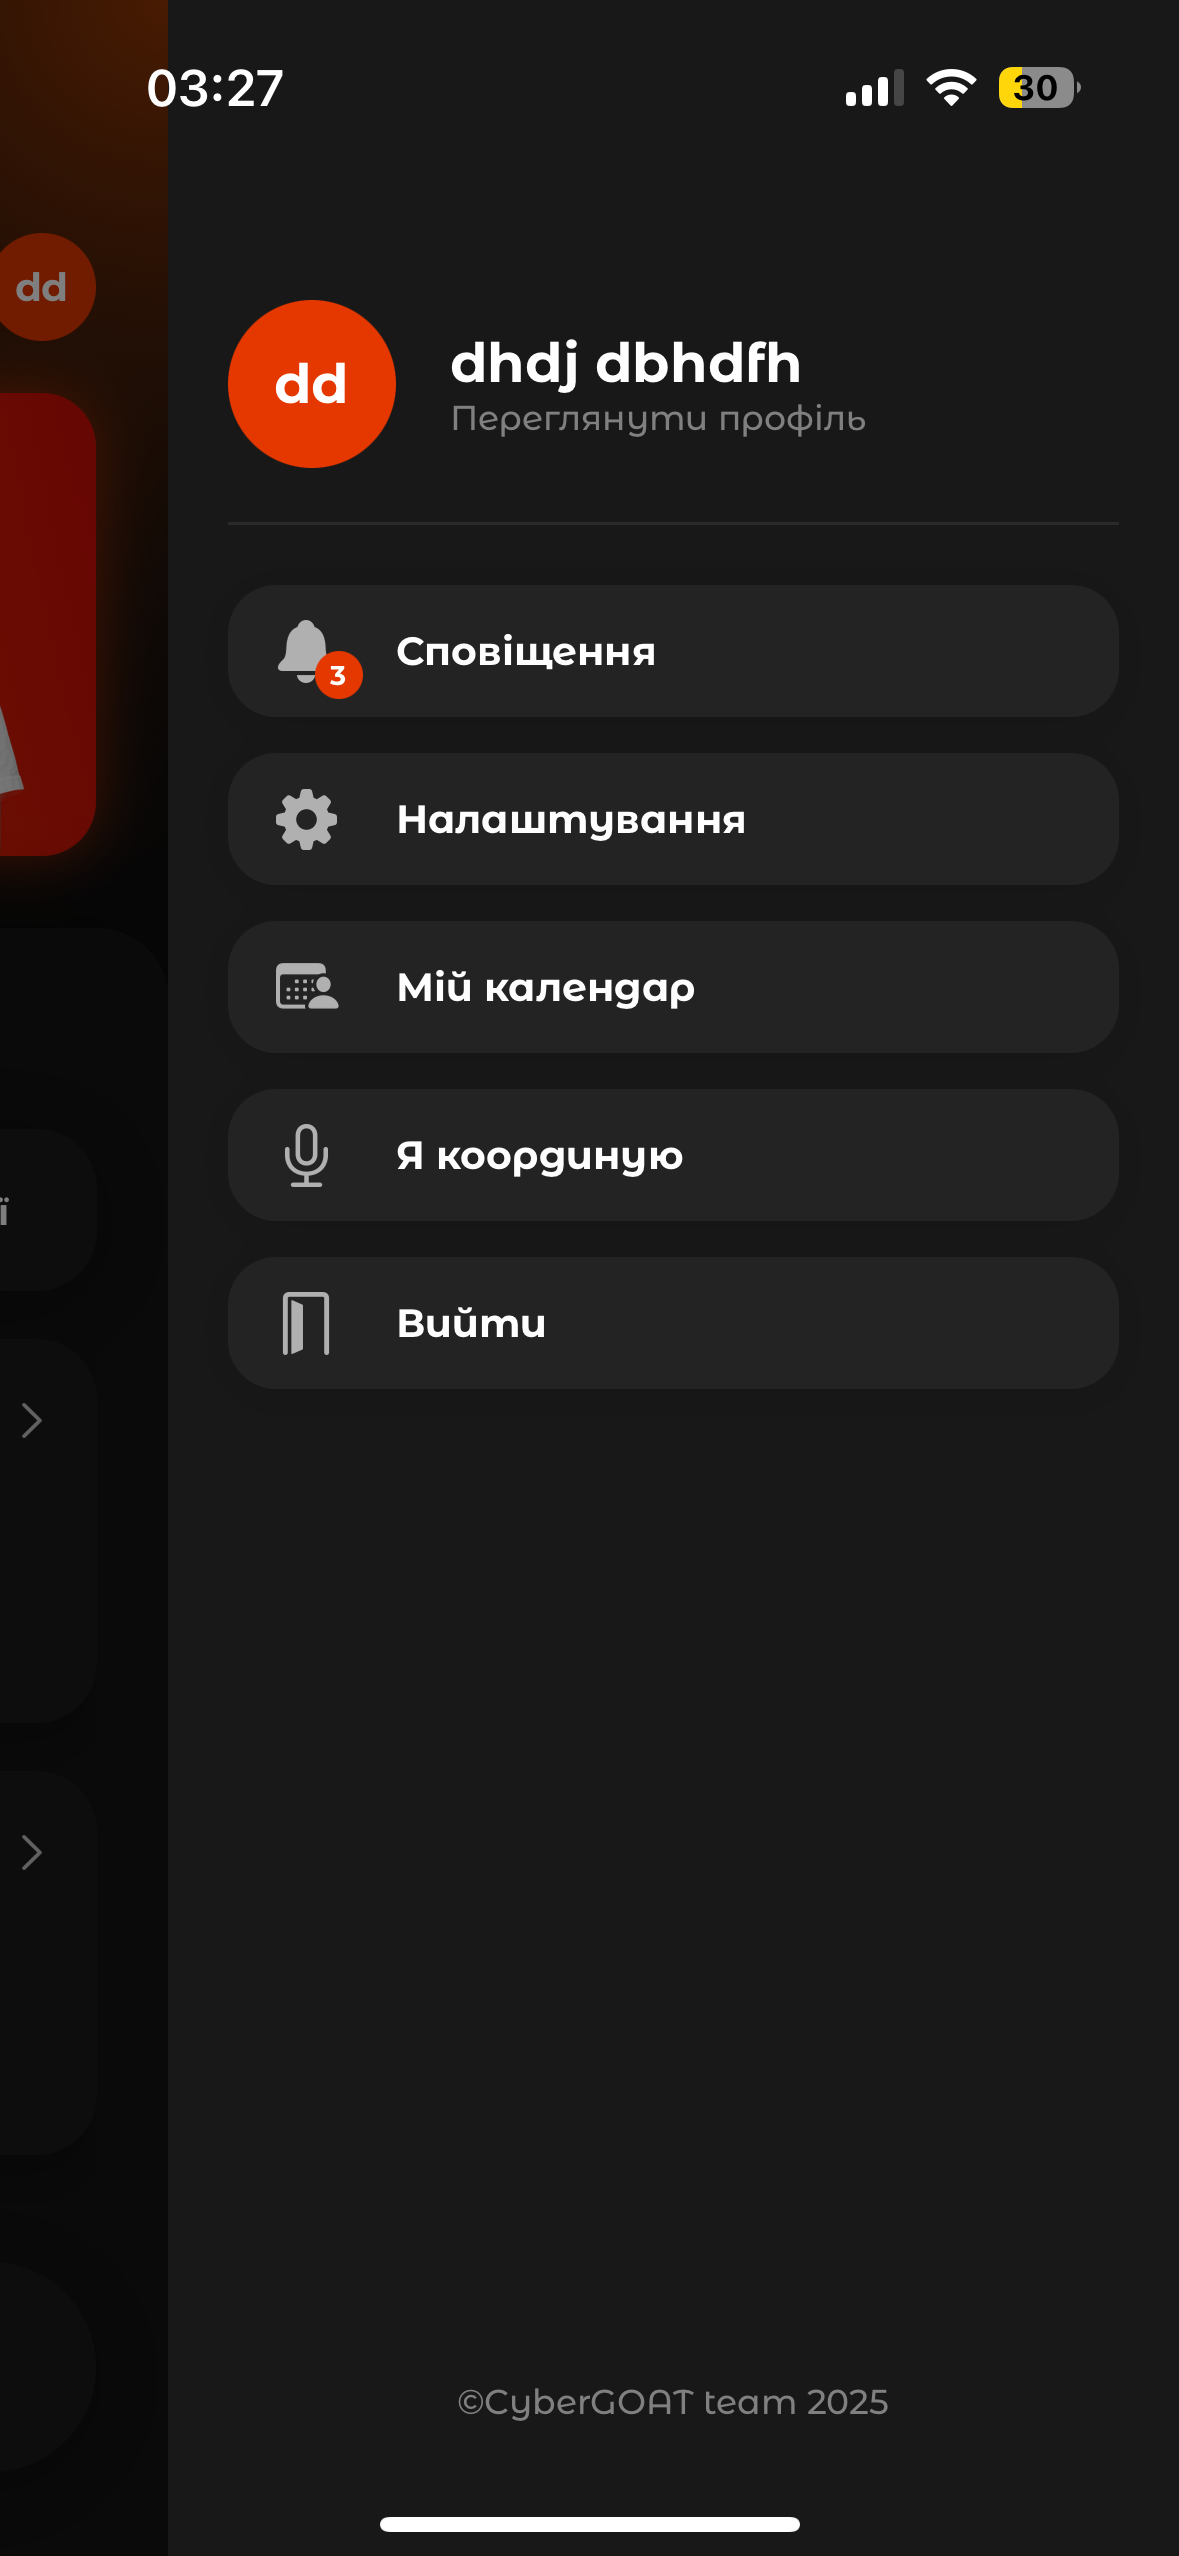 03:27
30
dd
dd
dhdj dbhdfh
Переглянути профіль
3
Сповіщення
Налаштування
Мій календар
Я координую
ї
Вийти
©CyberGOAT team 2025